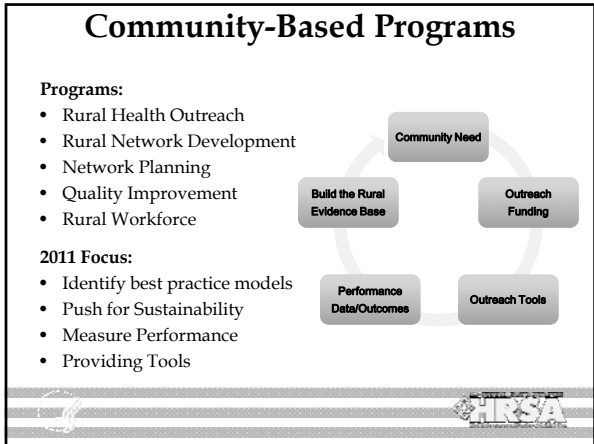 Community-Based Programs
Programs:
• Rural Health Outreach
• Rural Network Development
• Network Planning
• Quality Improvement
• Rural Workforce
2011 Focus:
• Identify best practice models
• Push for Sustainability
• Measure Performance
• Providing Tools
Community Need
Outreach
Funding
Outreach Tools
Performance
Data/Outcomes
Build the Rural
Evidence Base
HRSA